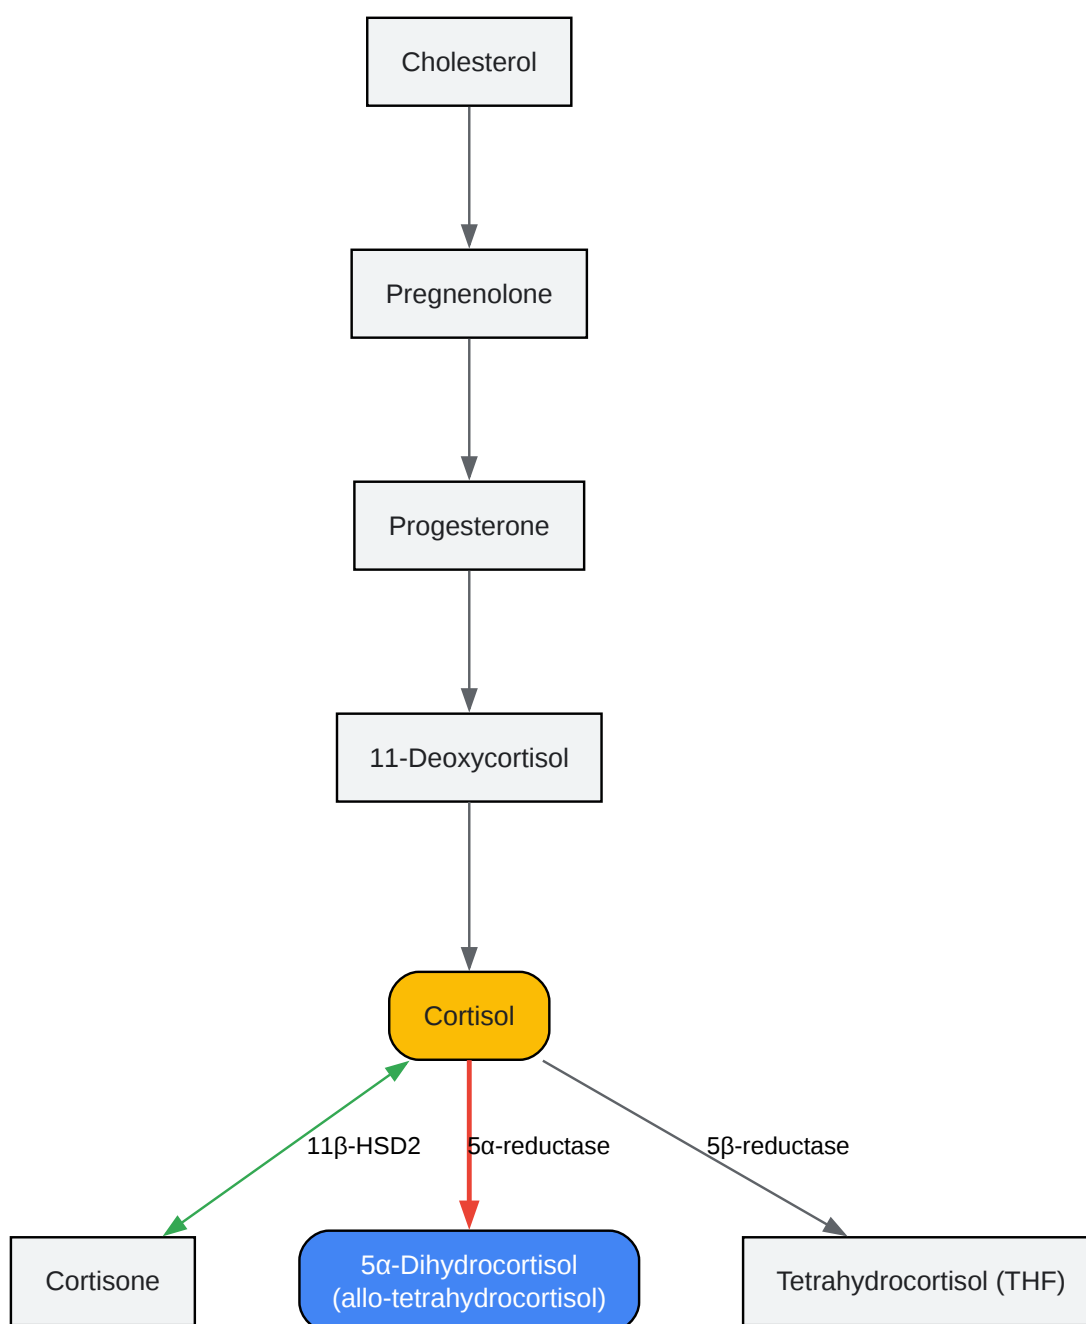 Cholesterol
Pregnenolone
Progesterone
11-Deoxycortisol
Cortisol
11β-HSD2
5α-reductase
5β-reductase
Cortisone
5α-Dihydrocortisol
(allo-tetrahydrocortisol)
Tetrahydrocortisol (THF)